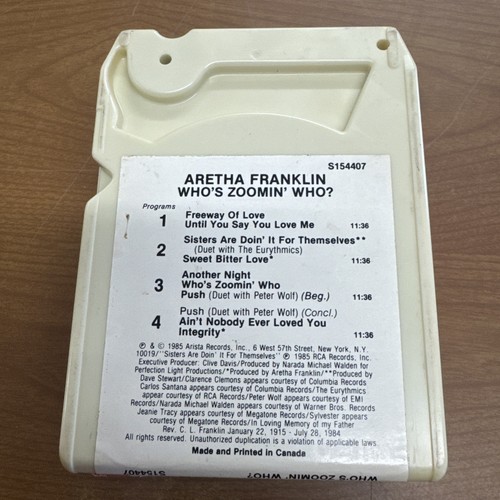 S154407
ARETHA FRANKLIN
WHO'S ZOOMIN' WHO?
Programs
1 Freeway Of Love
Until You Say You Love Me 11:36
2 Sisters Are Doin' It For Themselves**
(Duet with The Eurythmics)
Sweet Bitter Love* 11:36
3 Another Night
Who's Zoomin' Who
Push (Duet with Peter Wolf) (Beg.) 11:36
Push (Duet with Peter Wolf) (Concl.)
4 Ain't Nobody Ever Loved You
Integrity* 11:36
℗ & © 1985 Arista Records, Inc., 6 West 57th Street, New York, N.Y.
10019/"Sisters Are Doin' It For Themselves" ℗ 1985 RCA Records, Inc.
Executive Producer: Clive Davis/Produced by Narada Michael Walden for
Perfection Light Productions/*Produced by Aretha Franklin/**Produced by
Dave Stewart/Clarence Clemons appears courtesy of Columbia Records
Carlos Santana appears courtesy of Columbia Records/The Eurythmics
appear courtesy of RCA Records/Peter Wolf appears courtesy of EMI
Records/Narada Michael Walden appears courtesy of Warner Bros. Records
Jeanie Tracy appears courtesy of Megatone Records/Sylvester appears
courtesy of Megatone Records/In Loving Memory of my Father
Rev. C. L. Franklin January 22, 1915 - July 28, 1984
All rights reserved. Unauthorized duplication is a violation of applicable laws.
Made and Printed in Canada
S154407
WHO'S ZOOMIN' WHO?